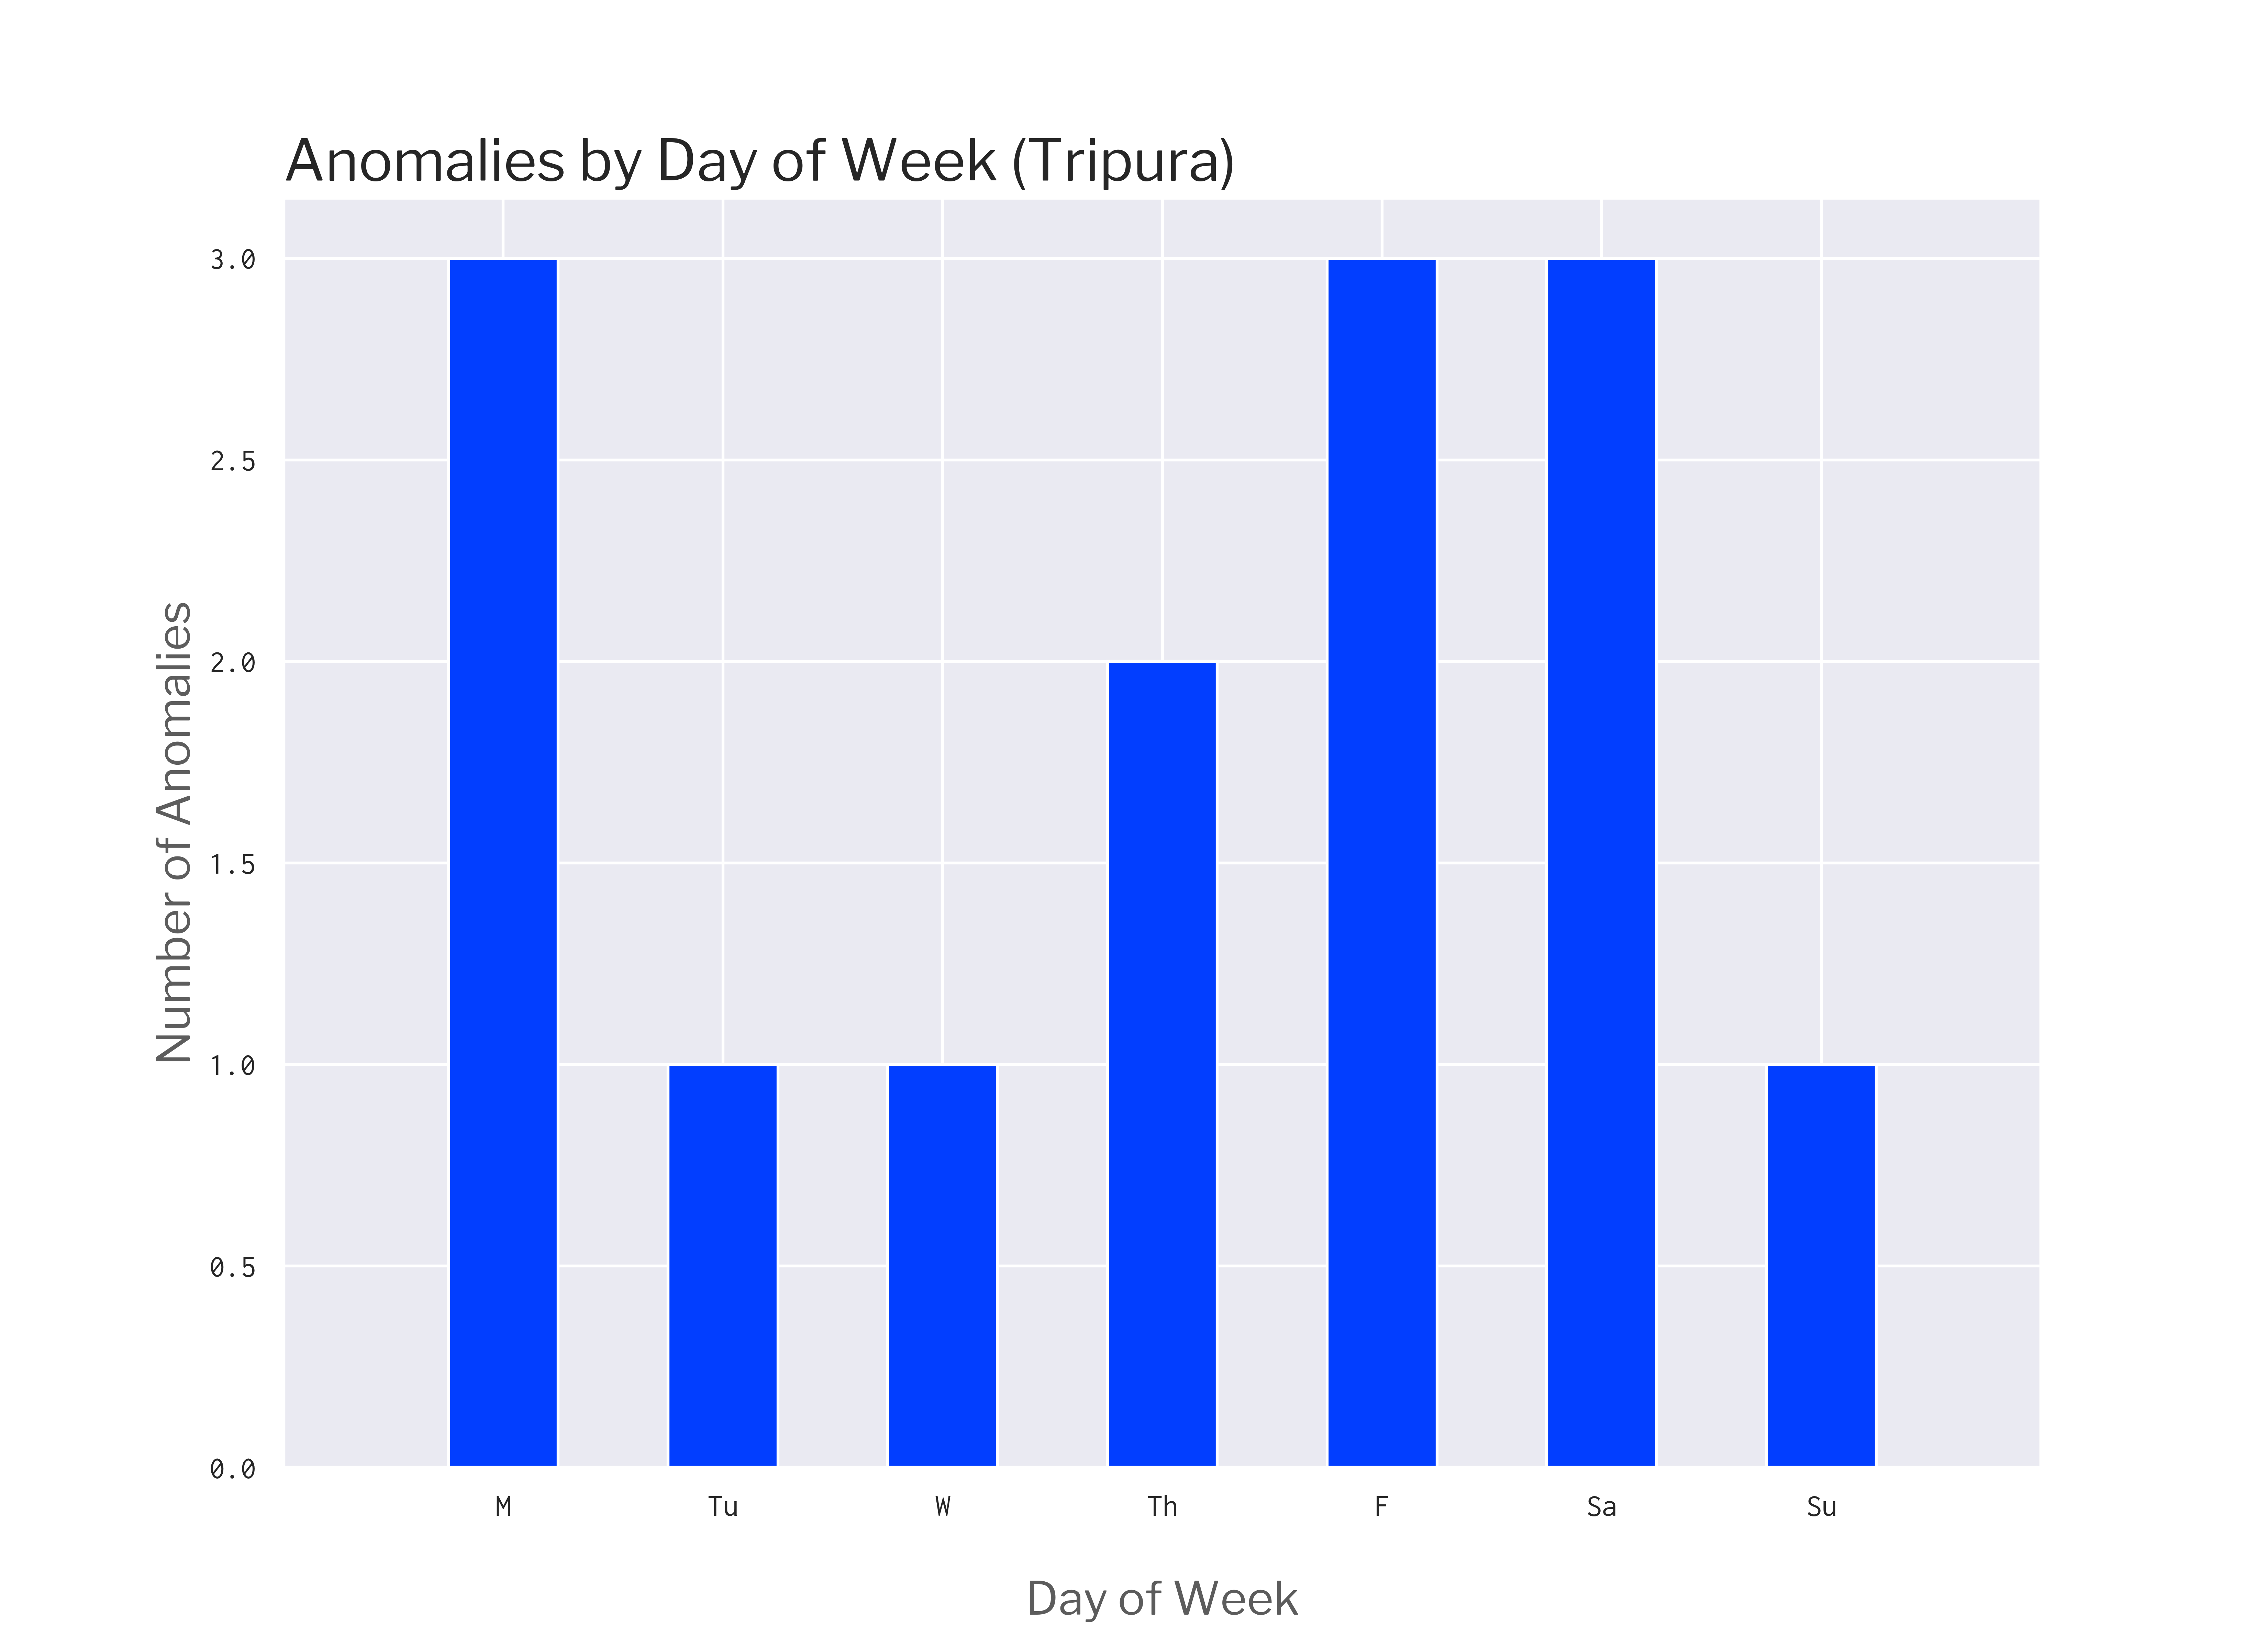 Anomalies by Day of Week (Tripura)
3.0
2.5
2.0
1.5
1.0
0.5
0.0
Number of Anomalies
M Tu W Th F Sa Su
Day of Week